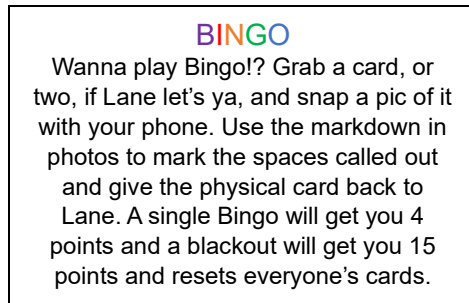 BINGO
Wanna play Bingo!? Grab a card, or
two, if Lane let’s ya, and snap a pic of it
with your phone. Use the markdown in
photos to mark the spaces called out
and give the physical card back to
Lane. A single Bingo will get you 4
points and a blackout will get you 15
points and resets everyone’s cards.